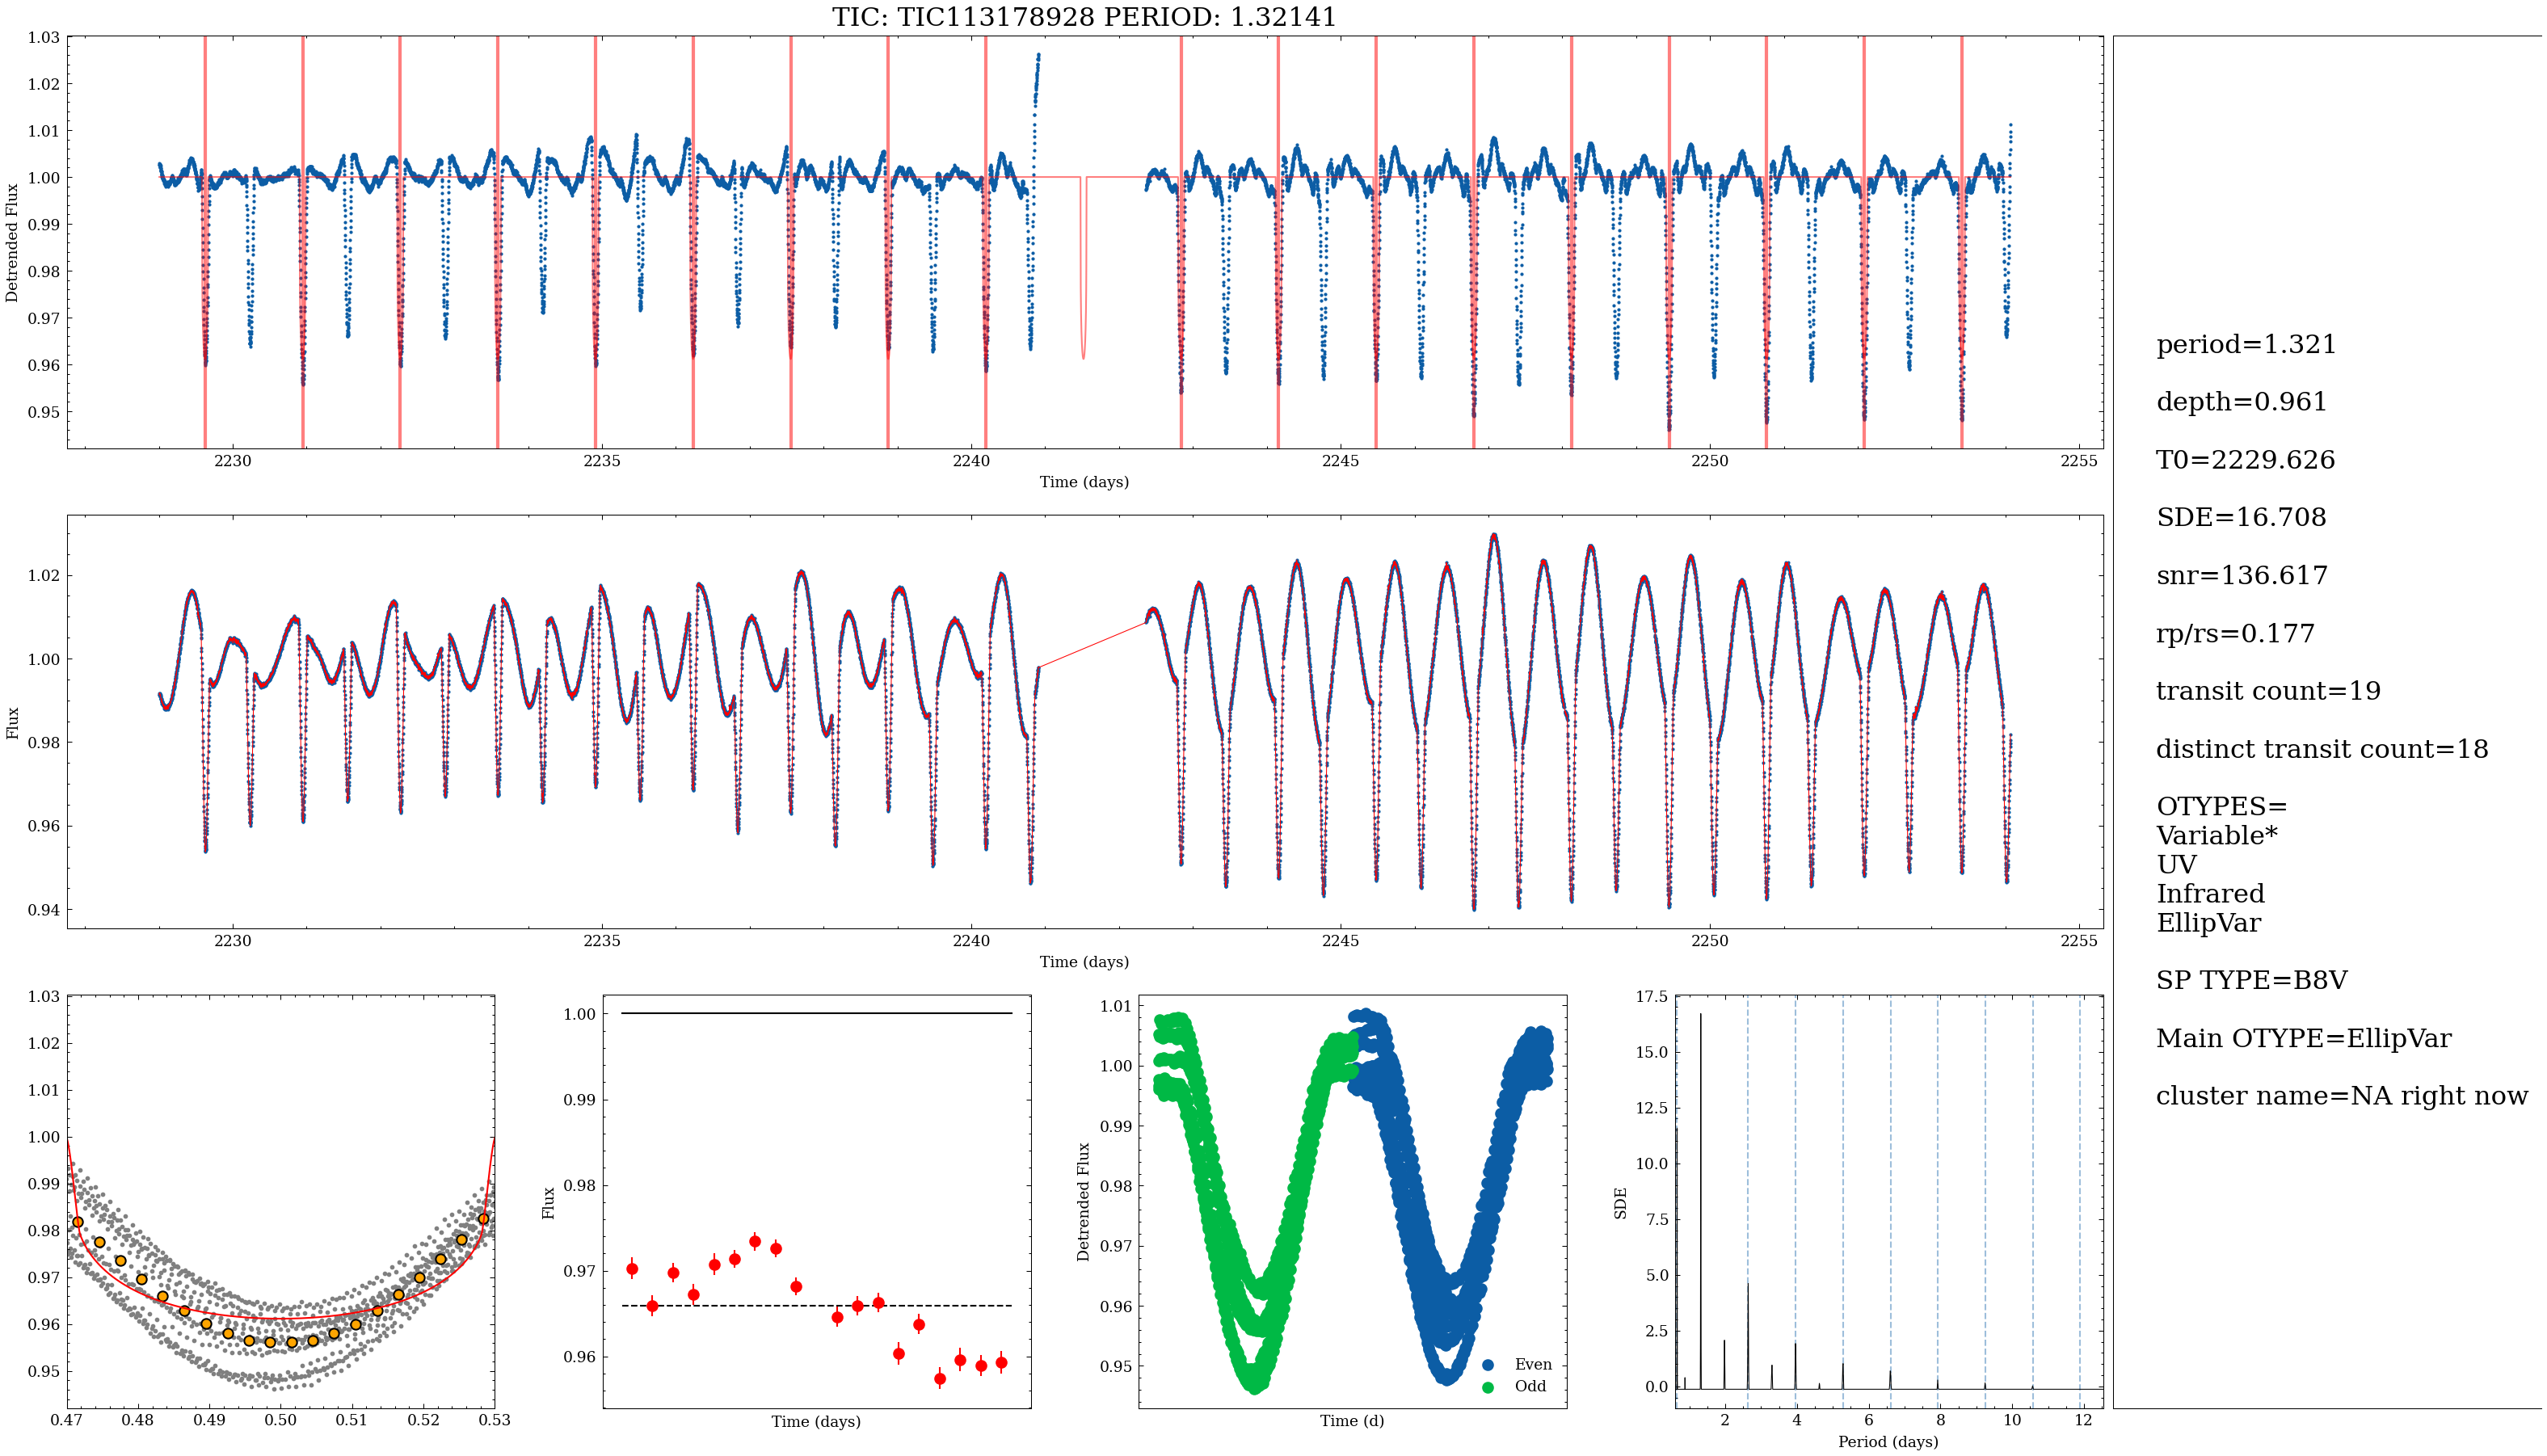 TIC: TIC113178928 PERIOD: 1.32141
1.03
1.02
1.01
1.00
0.99
0.98
0.97
0.96
0.95
Detrended Flux
2230 2235 2240 2245 2250 2255
Time (days)
1.02
1.00
0.98
0.96
0.94
Flux
2230 2235 2240 2245 2250 2255
Time (days)
1.03
1.02
1.01
1.00
0.99
0.98
0.97
0.96
0.95
0.47 0.48 0.49 0.50 0.51 0.52 0.53
1.00
0.99
0.98
0.97
0.96
Flux
Time (days)
1.01
1.00
0.99
0.98
0.97
0.96
0.95
Detrended Flux
Even
Odd
Time (d)
17.5
15.0
12.5
10.0
7.5
5.0
2.5
0.0
SDE
2 4 6 8 10 12
Period (days)
period=1.321
depth=0.961
T0=2229.626
SDE=16.708
snr=136.617
rp/rs=0.177
transit count=19
distinct transit count=18
OTYPES=
Variable*
UV
Infrared
EllipVar
SP TYPE=B8V
Main OTYPE=EllipVar
cluster name=NA right now